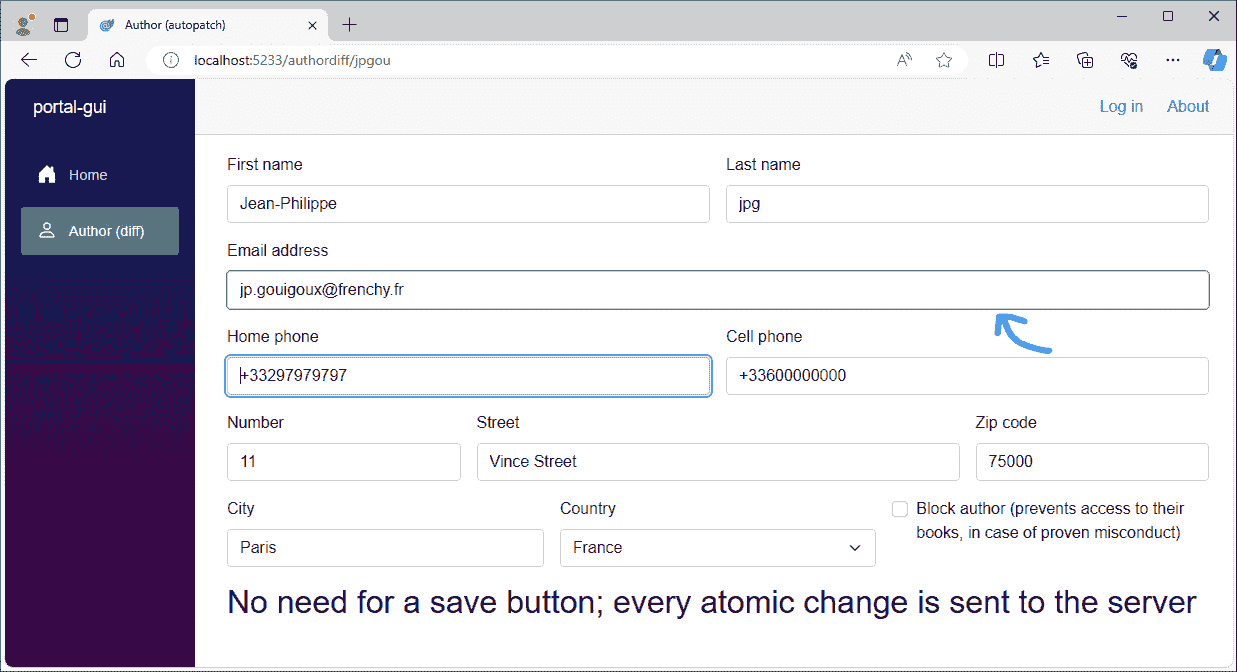 Author (autopatch)
localhost:5233/authordiff/jpgou
portal-gui
Log in About
Home
Author (diff)
First name Last name
Jean-Philippe jpg
Email address
jp.gouigoux@frenchy.fr
Home phone Cell phone
+33297979797 +33600000000
Number Street Zip code
11 Vince Street 75000
City Country
Paris France
Block author (prevents access to their
books, in case of proven misconduct)
No need for a save button; every atomic change is sent to the server